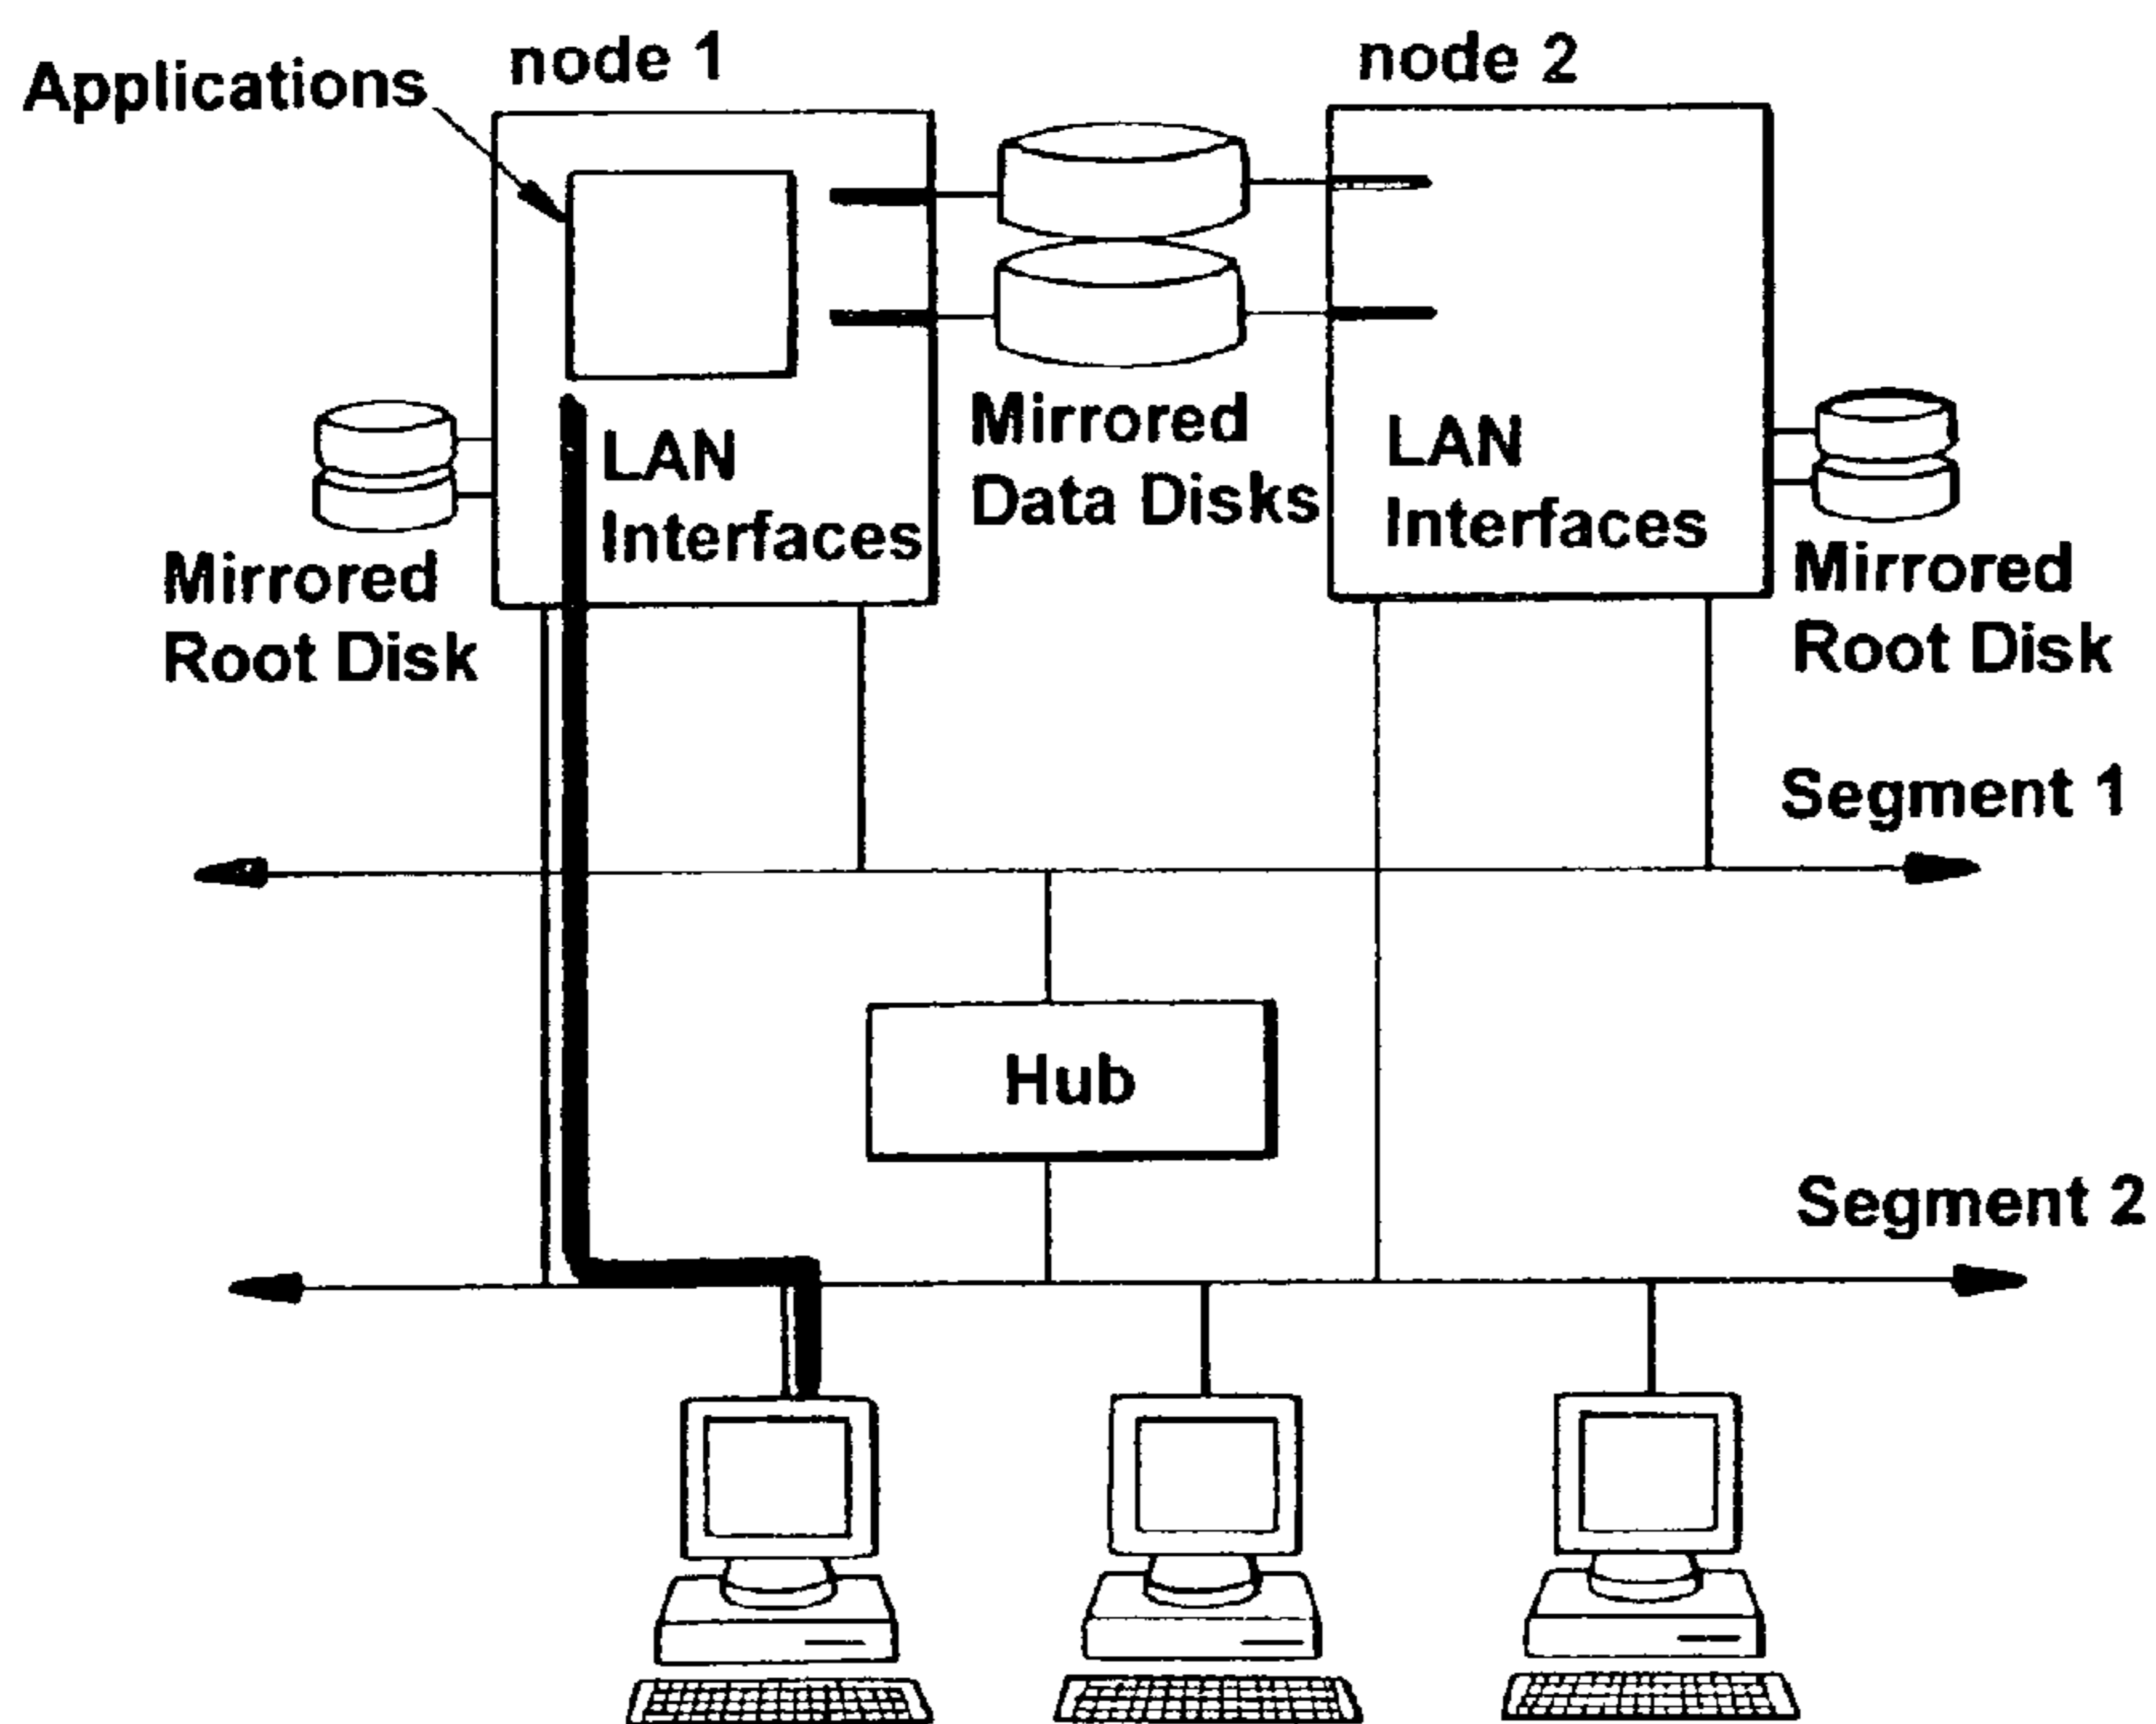 Applications
node 1
node 2
LAN
Interfaces
Mirrored
Data Disks
LAN
Interfaces
Mirrored
Root Disk
Mirrored
Root Disk
Segment 1
Hub
Segment 2